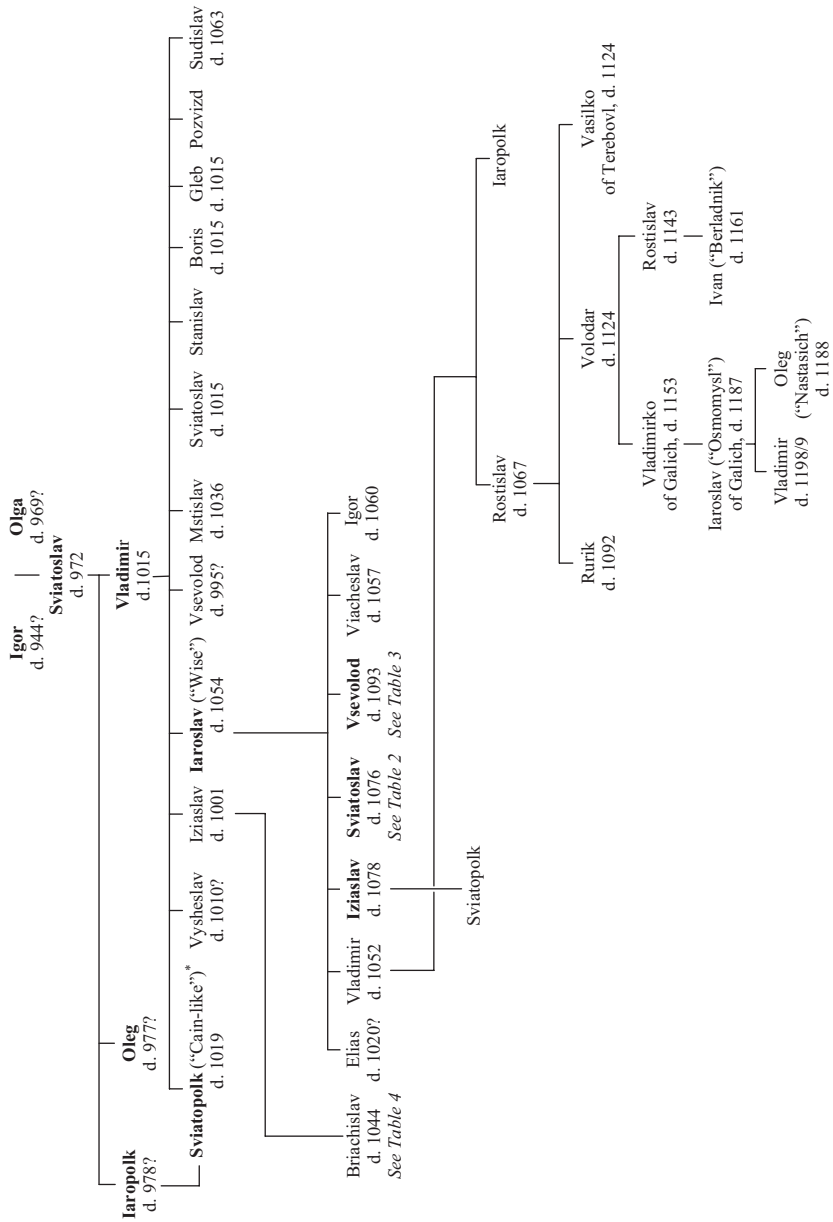 Igor
d. 944?
Olga
d. 969?
Sviatoslav
d. 972
Iaropolk
d. 978?
Oleg
d. 977?
Vladimir
d.1015
Sviatopolk (“Cain-like”)*
d. 1019
Vysheslav
d. 1010?
Iziaslav
d. 1001
Iaroslav (“Wise”)
d. 1054
Vsevolod
d. 995?
Mstislav
d. 1036
Sviatoslav
d. 1015
Stanislav
Boris
d. 1015
Gleb
d. 1015
Pozvizd
Sudislav
d. 1063
Briachislav
d. 1044
See Table 4
Elias
d. 1020?
Vladimir
d. 1052
Iziaslav
d. 1078
Sviatoslav
d. 1076
See Table 2
Vsevolod
d. 1093
See Table 3
Viacheslav
d. 1057
Igor
d. 1060
Sviatopolk
Rostislav
d. 1067
Iaropolk
Rurik
d. 1092
Volodar
d. 1124
Vasilko
of Terebovl, d. 1124
Vladimirko
of Galich, d. 1153
Rostislav
d. 1143
Iaroslav (“Osmomysl”)
of Galich, d. 1187
Ivan (“Berladnik”)
d. 1161
Vladimir
d. 1198/9
Oleg
(“Nastasich”)
d. 1188